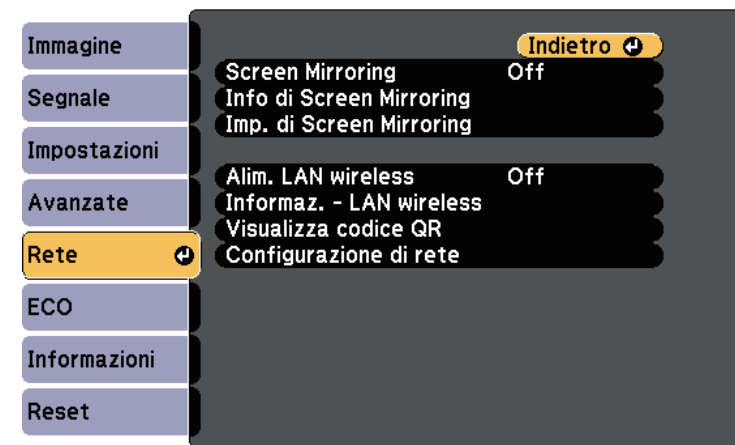 Immagine
Segnale
Impostazioni
Avanzate
Rete
ECO
Informazioni
Reset
Indietro
Screen Mirroring Off
Info di Screen Mirroring
Imp. di Screen Mirroring
Alim. LAN wireless Off
Informaz. - LAN wireless
Visualizza codice QR
Configurazione di rete